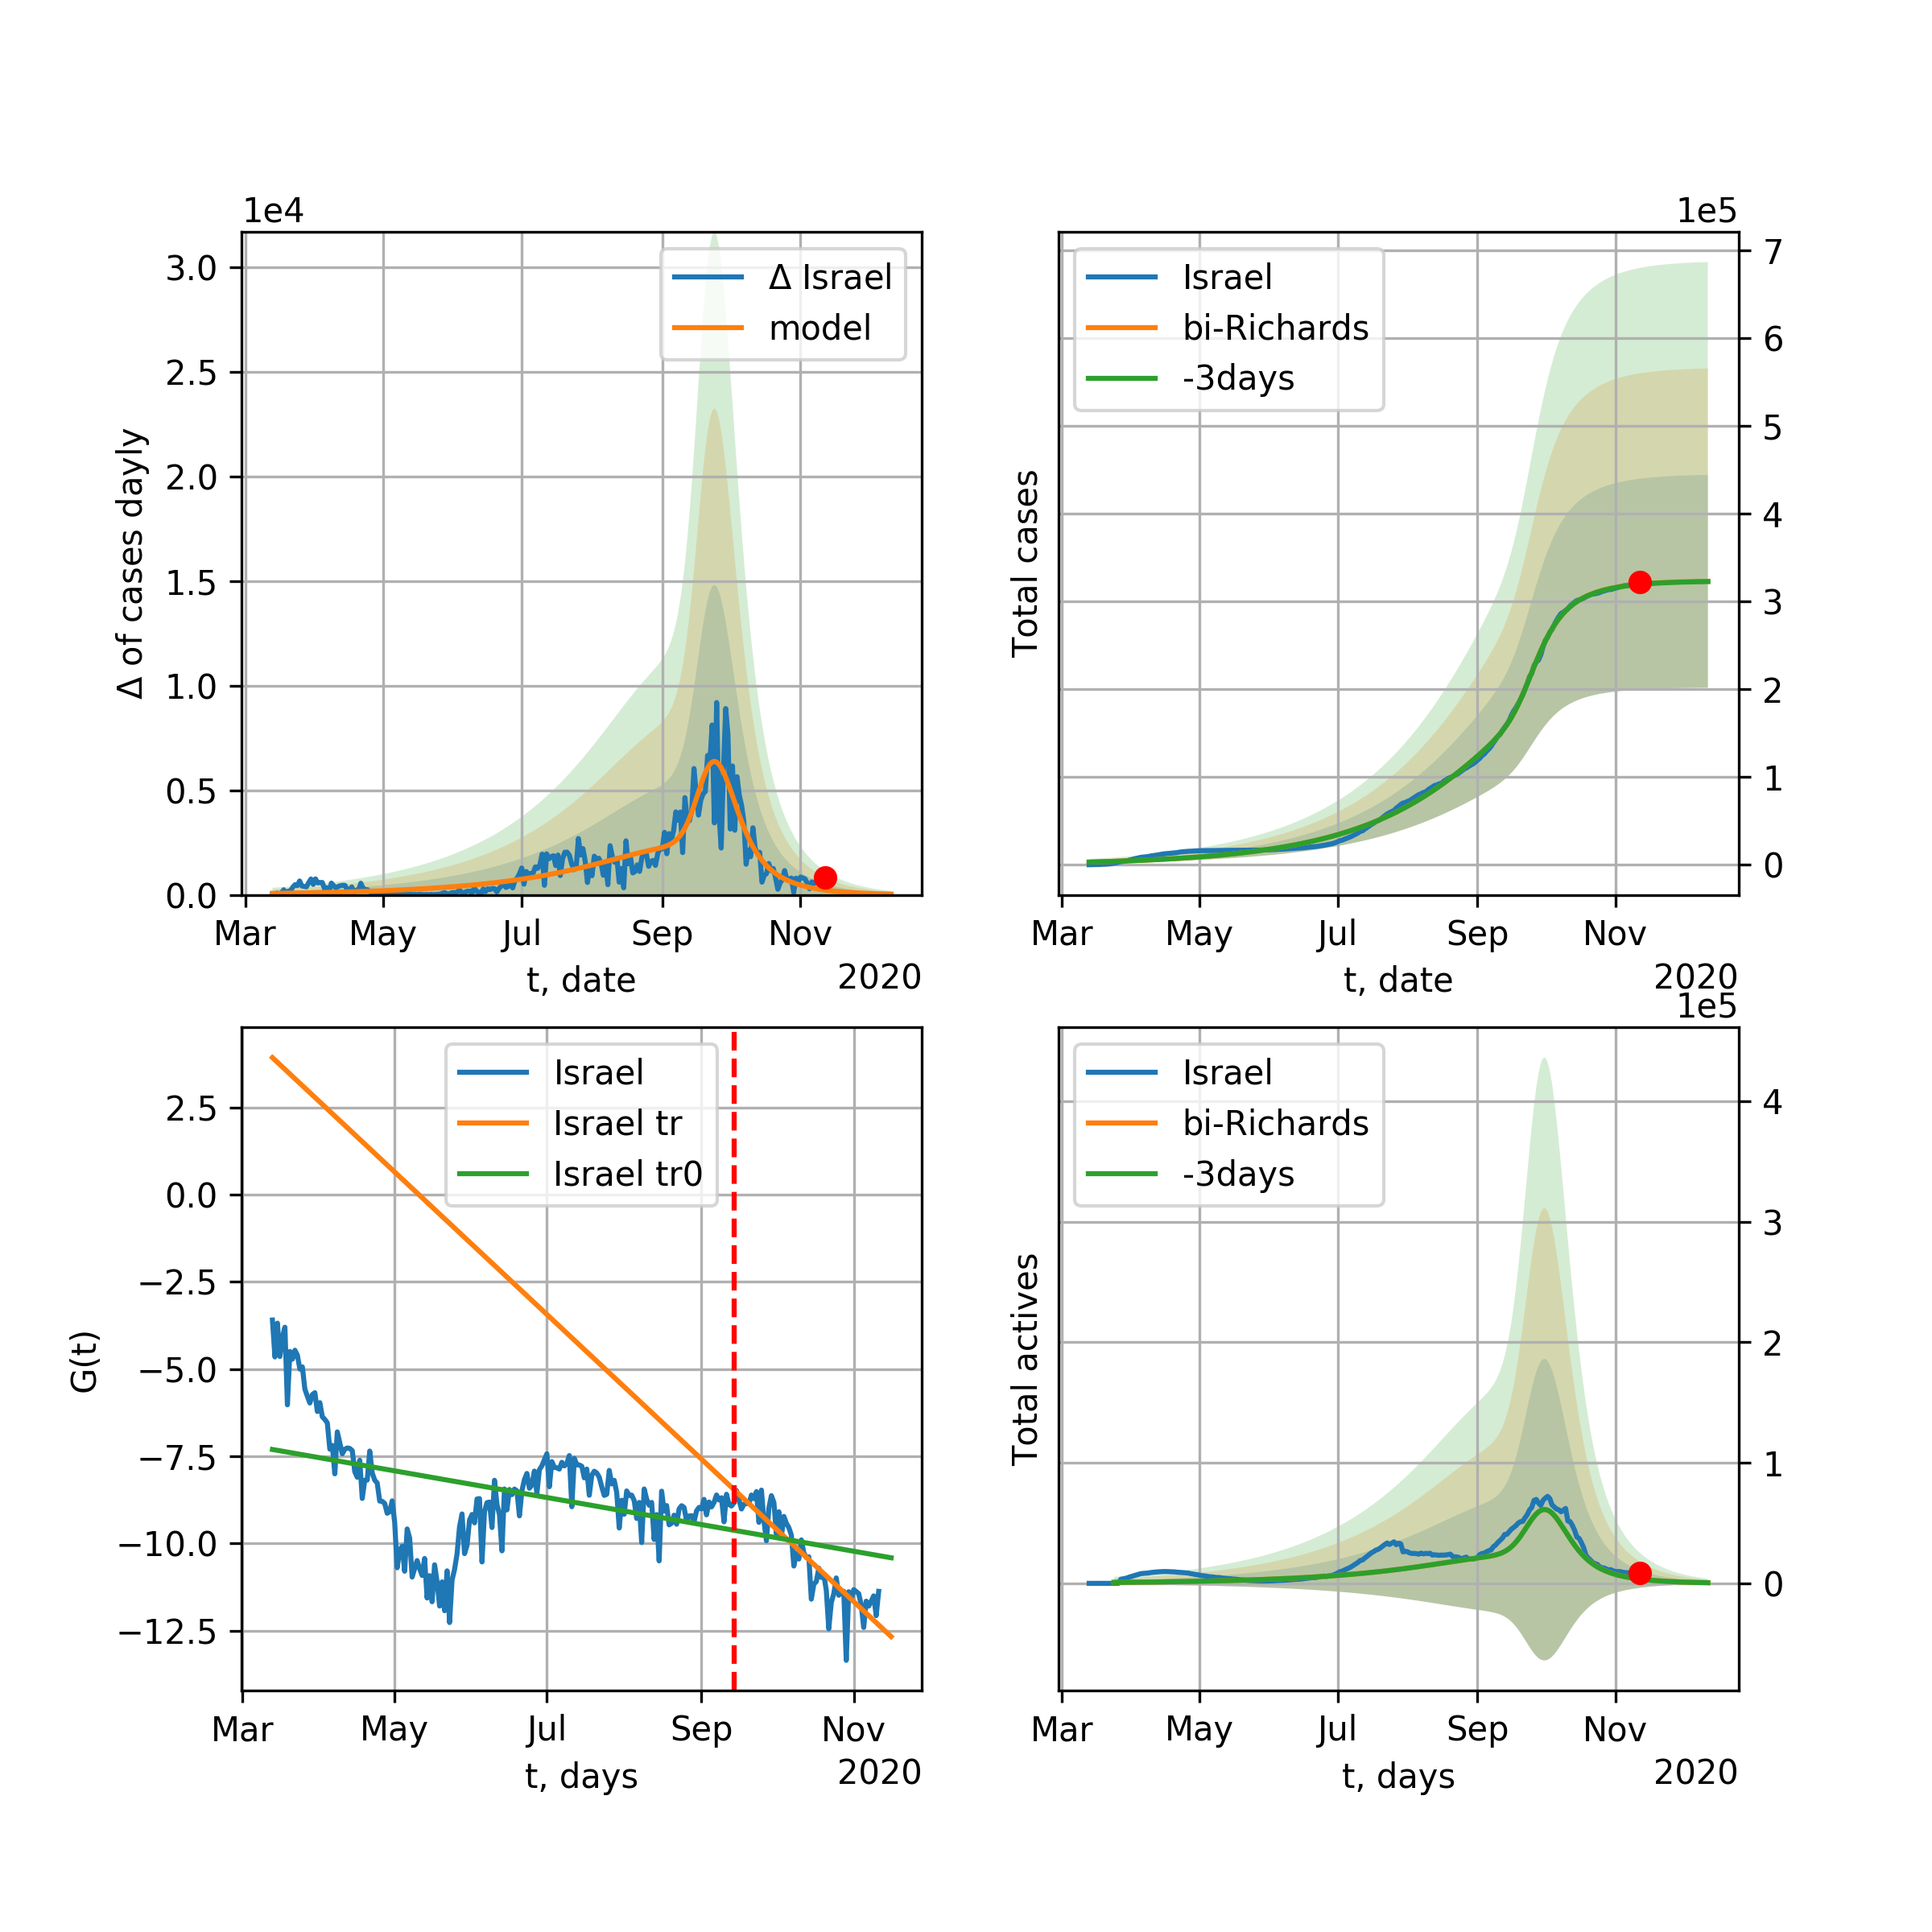 1e4
3.0
2.5
2.0
1.5
1.0
0.5
0.0
Δ of cases dayly
Δ Israel
model
Mar May Jul Sep Nov
t, date
2020
1e5
7
6
5
4
3
2
1
0
Total cases
Israel
bi-Richards
-3days
Mar May Jul Sep Nov
t, date
2020
2.5
0.0
−2.5
−5.0
−7.5
−10.0
−12.5
G(t)
Israel
Israel tr
Israel tr0
Mar May Jul Sep Nov
t, days
2020
1e5
4
3
2
1
0
Total actives
Israel
bi-Richards
-3days
Mar May Jul Sep Nov
t, days
2020